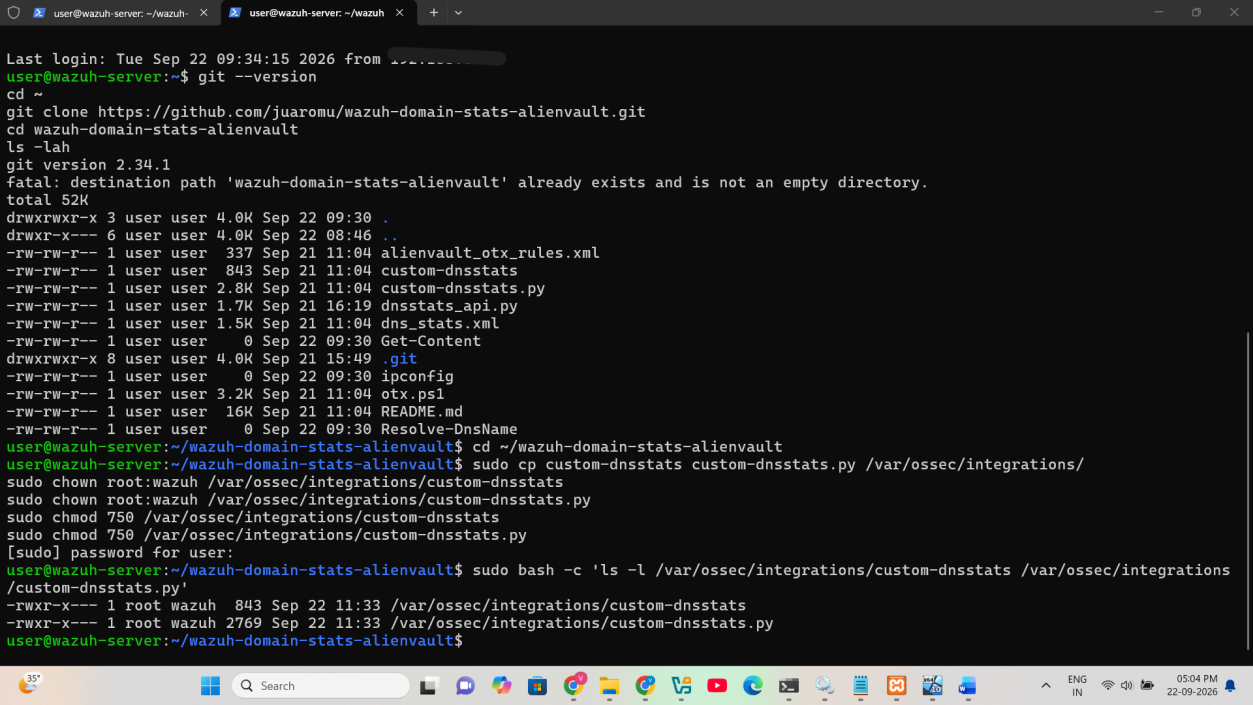 user@wazuh-server: ~/wazuh-
user@wazuh-server: ~/wazuh
Last login: Tue Sep 22 09:34:15 2026 from
user@wazuh-server:~$ git --version
cd ~
git clone https://github.com/juaromu/wazuh-domain-stats-alienvault.git
cd wazuh-domain-stats-alienvault
ls -lah
git version 2.34.1
fatal: destination path 'wazuh-domain-stats-alienvault' already exists and is not an empty directory.
total 52K
drwxrwxr-x 3 user user 4.0K Sep 22 09:30 .
drwxr-x--- 6 user user 4.0K Sep 22 08:46 ..
-rw-rw-r-- 1 user user  337 Sep 21 11:04 alienvault_otx_rules.xml
-rw-rw-r-- 1 user user  843 Sep 21 11:04 custom-dnsstats
-rw-rw-r-- 1 user user 2.8K Sep 21 11:04 custom-dnsstats.py
-rw-rw-r-- 1 user user 1.7K Sep 21 16:19 dnsstats_api.py
-rw-rw-r-- 1 user user 1.5K Sep 21 11:04 dns_stats.xml
-rw-rw-r-- 1 user user    0 Sep 22 09:30 Get-Content
drwxrwxr-x 8 user user 4.0K Sep 21 15:49 .git
-rw-rw-r-- 1 user user    0 Sep 22 09:30 ipconfig
-rw-rw-r-- 1 user user 3.2K Sep 21 11:04 otx.ps1
-rw-rw-r-- 1 user user  16K Sep 21 11:04 README.md
-rw-rw-r-- 1 user user    0 Sep 22 09:30 Resolve-DnsName
user@wazuh-server:~/wazuh-domain-stats-alienvault$ cd ~/wazuh-domain-stats-alienvault
user@wazuh-server:~/wazuh-domain-stats-alienvault$ sudo cp custom-dnsstats custom-dnsstats.py /var/ossec/integrations/
sudo chown root:wazuh /var/ossec/integrations/custom-dnsstats
sudo chown root:wazuh /var/ossec/integrations/custom-dnsstats.py
sudo chmod 750 /var/ossec/integrations/custom-dnsstats
sudo chmod 750 /var/ossec/integrations/custom-dnsstats.py
[sudo] password for user:
user@wazuh-server:~/wazuh-domain-stats-alienvault$ sudo bash -c 'ls -l /var/ossec/integrations/custom-dnsstats /var/ossec/integrations
/custom-dnsstats.py'
-rwxr-x--- 1 root wazuh  843 Sep 22 11:33 /var/ossec/integrations/custom-dnsstats
-rwxr-x--- 1 root wazuh 2769 Sep 22 11:33 /var/ossec/integrations/custom-dnsstats.py
user@wazuh-server:~/wazuh-domain-stats-alienvault$
35°
Search
ENG
IN
05:04 PM
22-09-2026